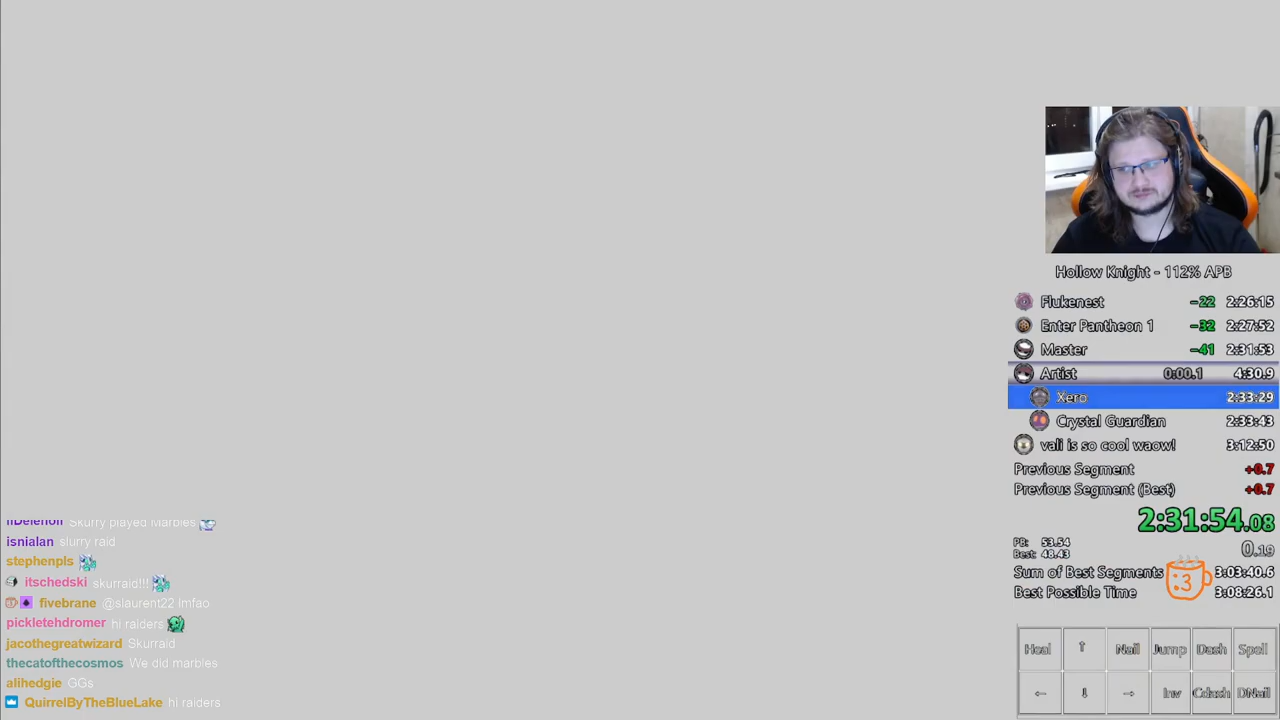 Hollow Knight - 112% APB
Flukenest -22 2:26:15
Enter Pantheon 1 -32 2:27:52
Master -41 2:31:53
Artist 0:00.1 4:30.9
Xero 2:33:29
Crystal Guardian 2:33:43
vali is so cool waow! 3:12:50
Previous Segment +0.7
Previous Segment (Best) +0.7
2:31:54.08
PB: 53.54 0.19
Best: 48.43
Sum of Best Segments 3:03:40.6
Best Possible Time 3:08:26.1
Heal ↑ Nail Jump Dash Spell
← ↓ → Inv Cdash DNail
Skurry played Marbles
isnialan slurry raid
stephenpls
itschedski skurraid!!!
fivebrane @siaurent22 lmfao
pickletehdromer hi raiders
jacothegreatwizard Skurraid
thecatofthecosmos We did marbles
alihedgie GGs
QuirrelByTheBlueLake hi raiders